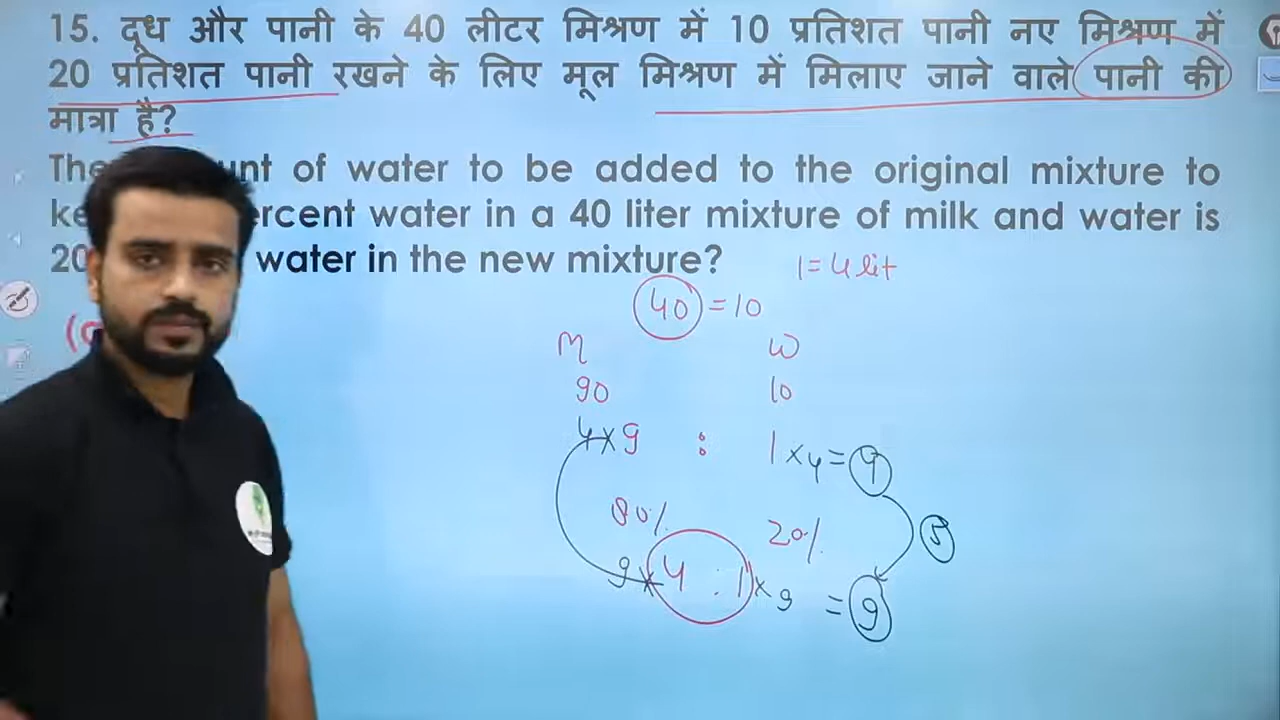 15. दूध और पानी के 40 लीटर मिश्रण में 10 प्रतिशत पानी नए मिश्रण में
20 प्रतिशत पानी रखने के लिए मूल मिश्रण में मिलाए जाने वाले पानी की
मात्रा है?
The unt of water to be added to the original mixture to
ke ercent water in a 40 liter mixture of milk and water is
20 water in the new mixture?
1 = 4 lit
40 = 10
M W
90 10
4 x 9 : 1 x 4 = 4
80% 20%
5
9 x 4 : 1 x 9 = 9